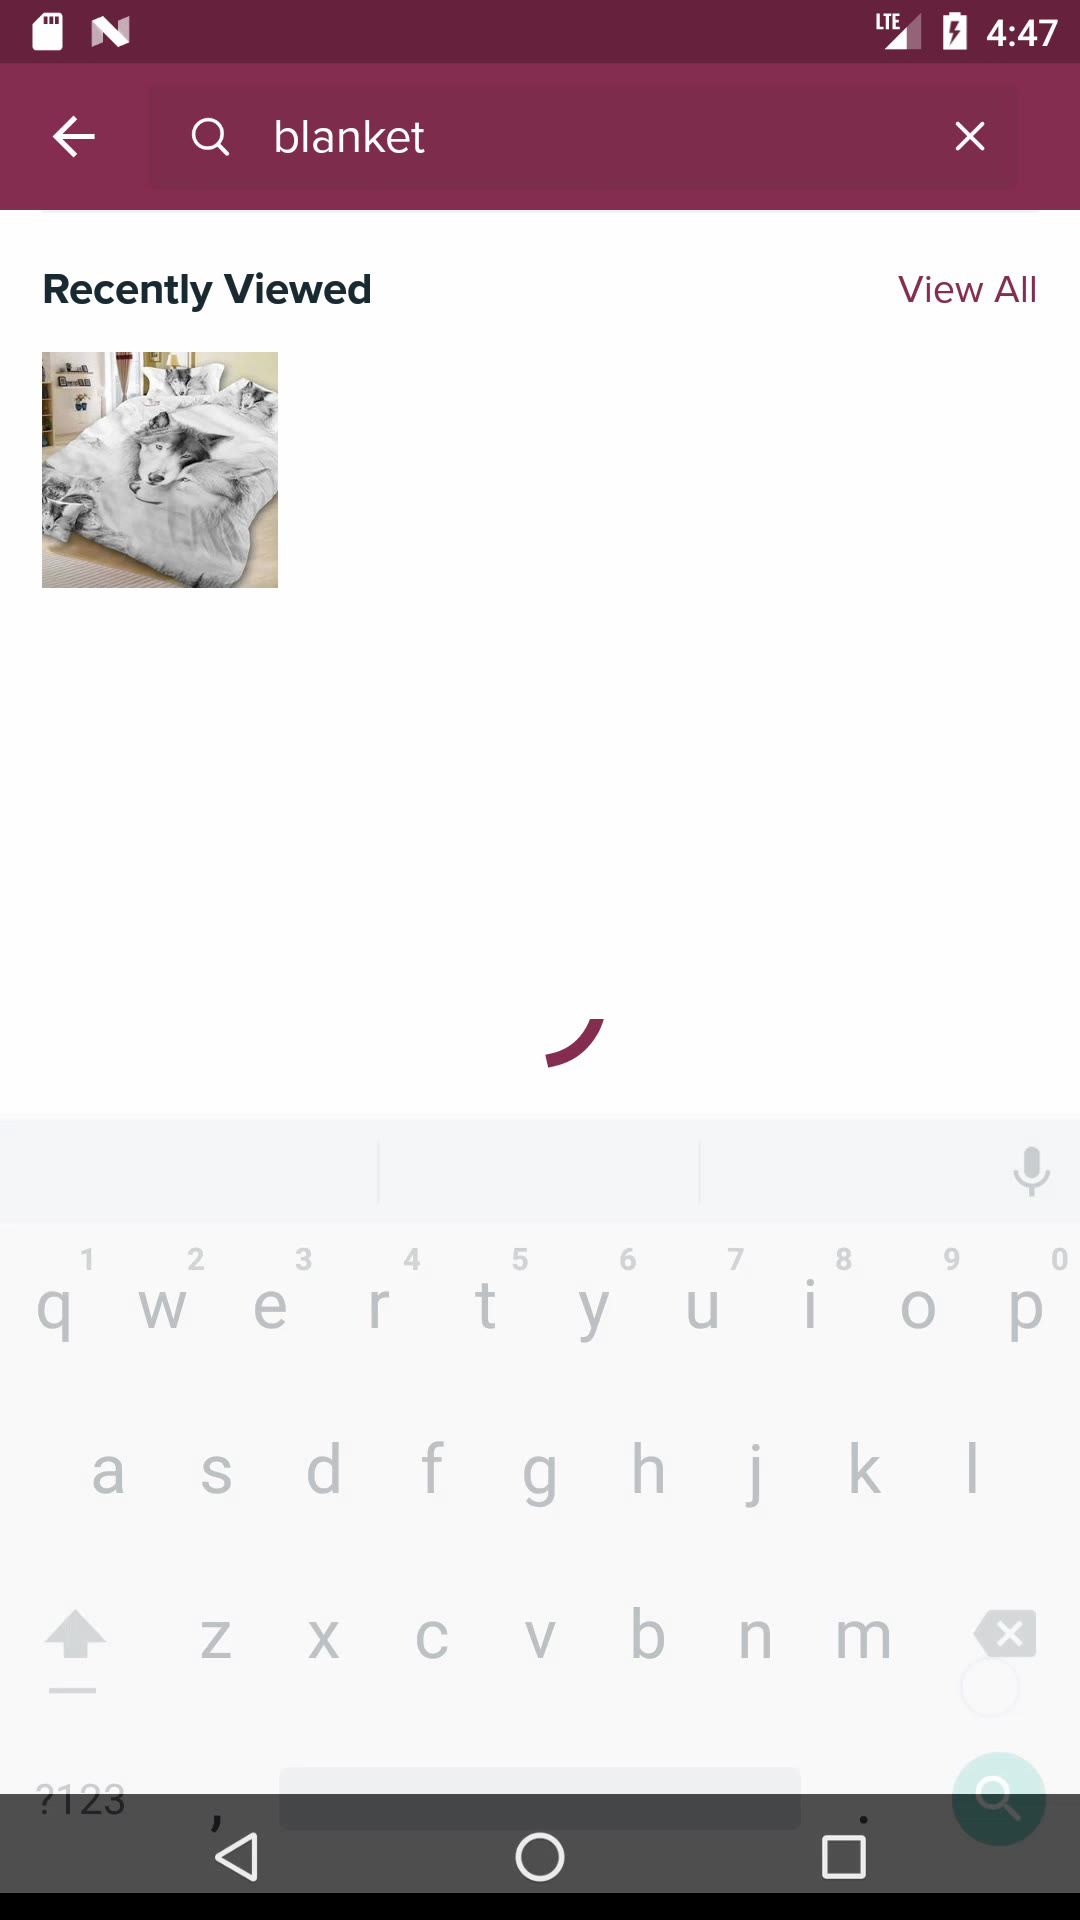 LTE 4:47
blanket
Recently Viewed View All
1 2 3 4 5 6 7 8 9 0
q w e r t y u i o p
a s d f g h j k l
z x c v b n m
?123 , .